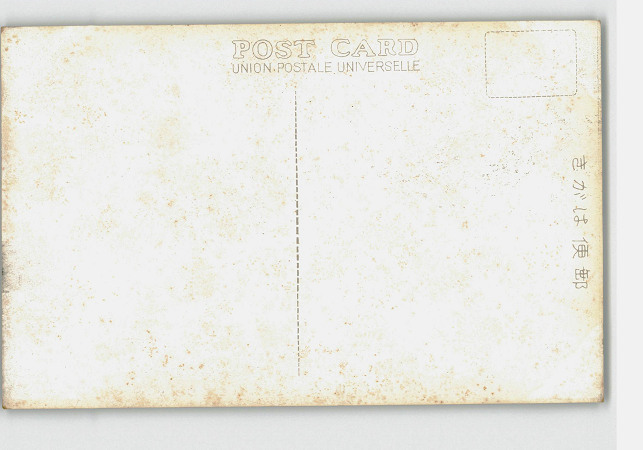 POST CARD
UNION POSTALE UNIVERSELLE
きがは便郵